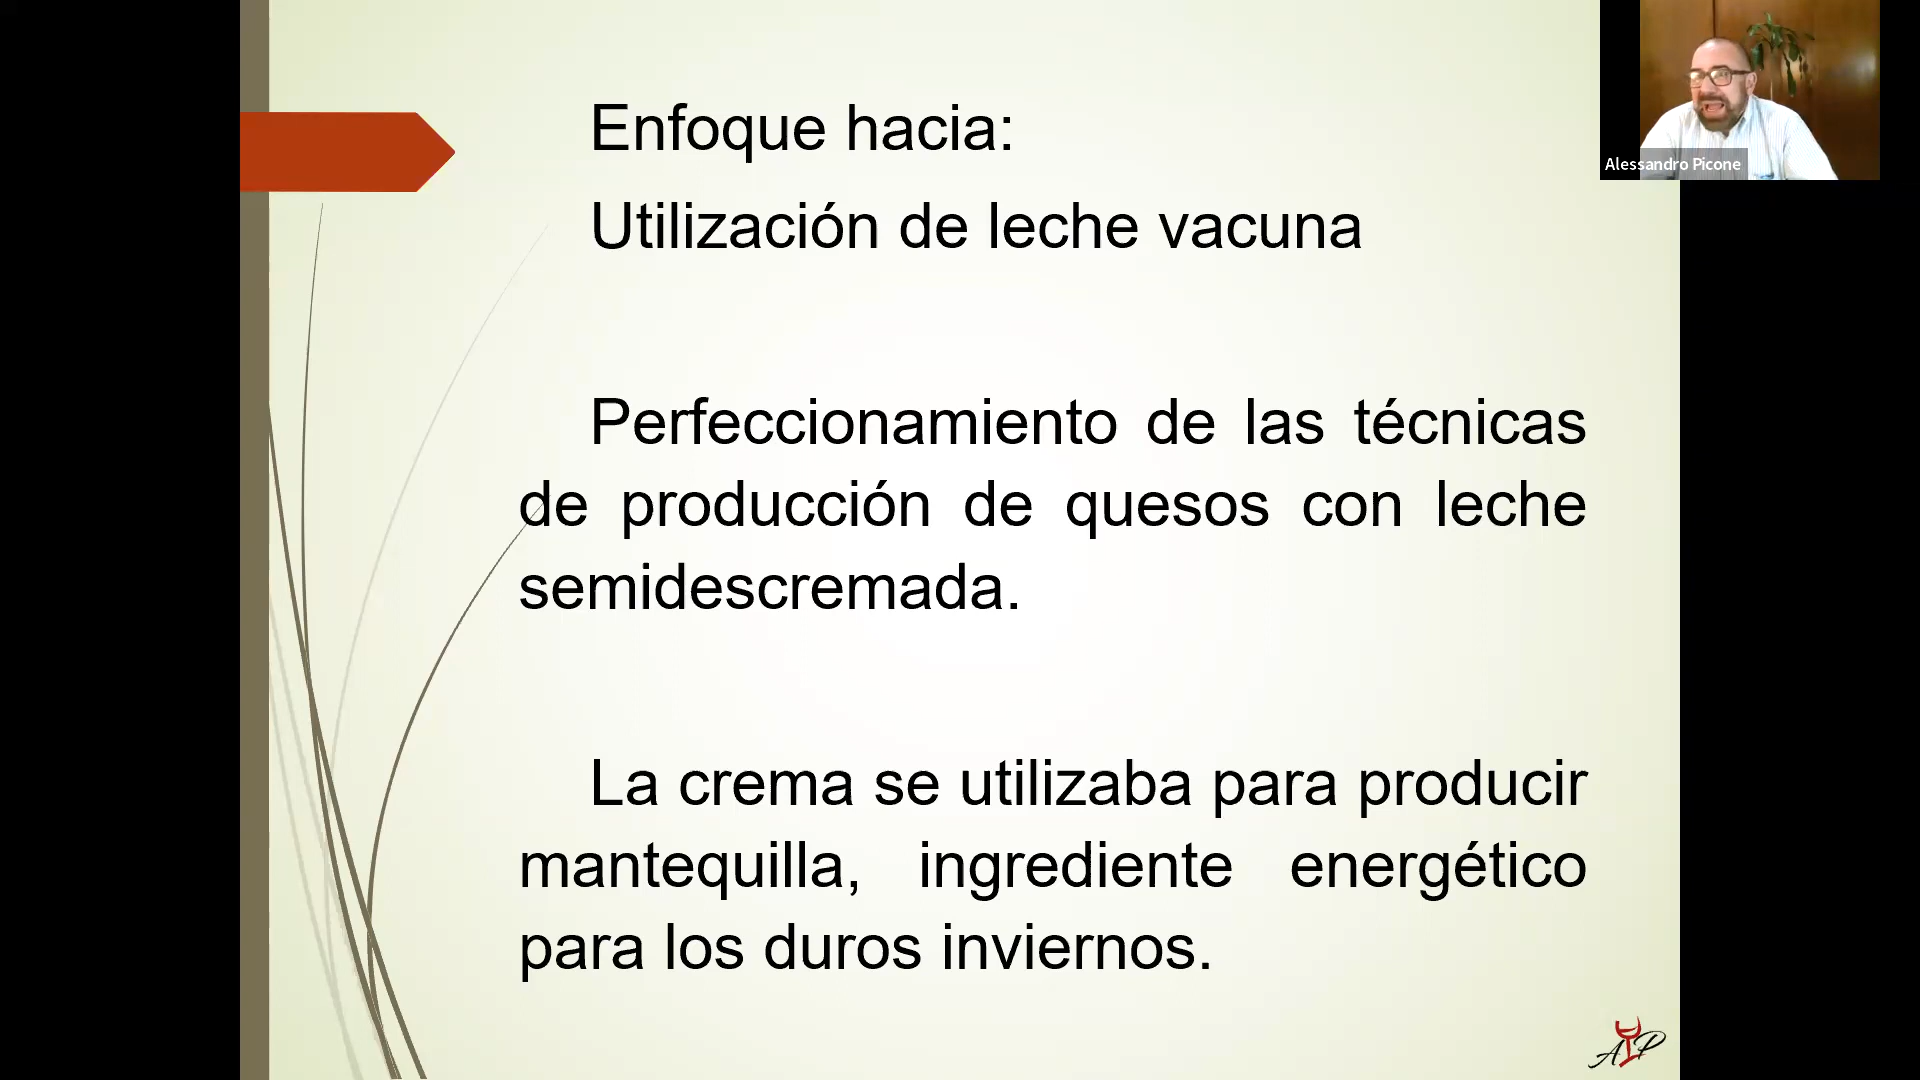 Enfoque hacia:
Utilización de leche vacuna
Perfeccionamiento de las técnicas
de producción de quesos con leche
semidescremada.
La crema se utilizaba para producir
mantequilla, ingrediente energético
para los duros inviernos.
Alessandro Picone
AP